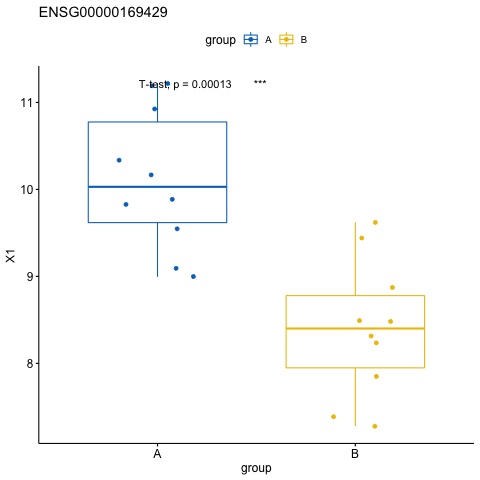 ENSG00000169429
group A B
T-test, p = 0.00013 ***
11
10
9
8
X1
A B
group